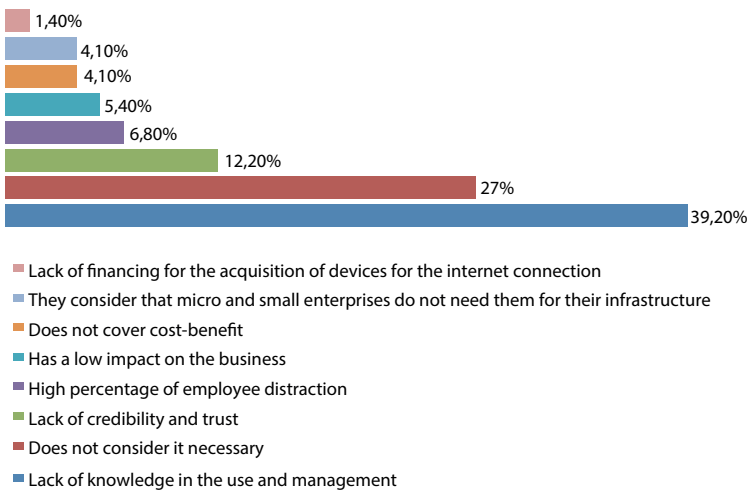 1,40%
4,10%
4,10%
5,40%
6,80%
12,20%
27%
39,20%
Lack of financing for the acquisition of devices for the internet connection
They consider that micro and small enterprises do not need them for their infrastructure
Does not cover cost-benefit
Has a low impact on the business
High percentage of employee distraction
Lack of credibility and trust
Does not consider it necessary
Lack of knowledge in the use and management